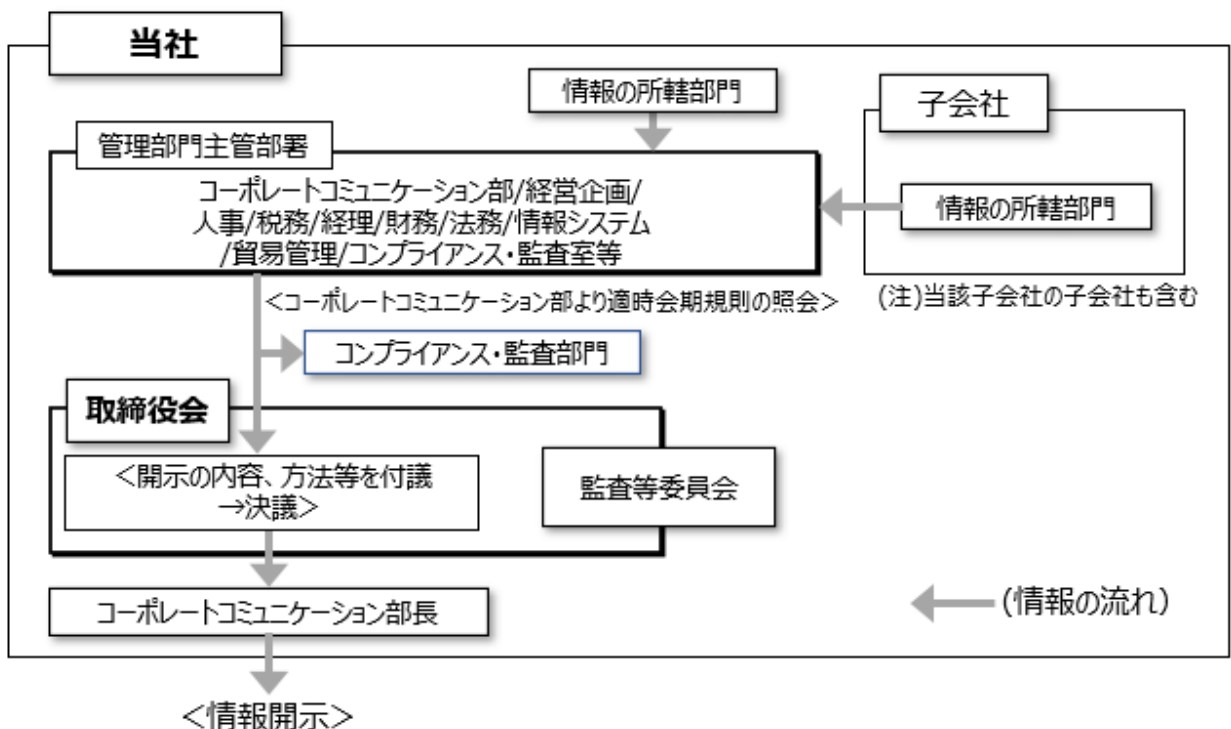 当社
情報の所轄部門
子会社
管理部門主管部署
コーポレートコミュニケーション部/経営企画/
人事/税務/経理/財務/法務/情報システム
/貿易管理/コンプライアンス・監査室等
情報の所轄部門
(注)当該子会社の子会社も含む
<コーポレートコミュニケーション部より適時会期規則の照会>
コンプライアンス・監査部門
取締役会
<開示の内容、方法等を付議
→決議>
監査等委員会
コーポレートコミュニケーション部長
(情報の流れ)
<情報開示>